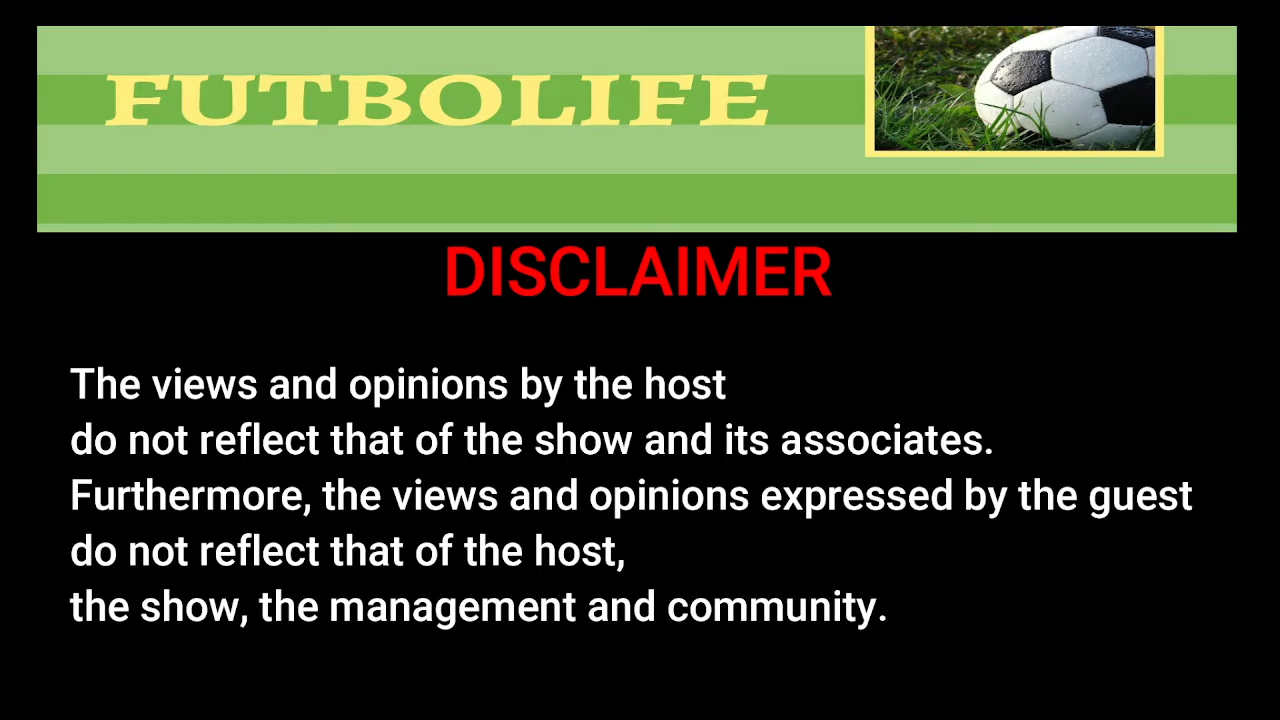 FUTBOLIFE
DISCLAIMER
The views and opinions by the host
do not reflect that of the show and its associates.
Furthermore, the views and opinions expressed by the guest
do not reflect that of the host,
the show, the management and community.